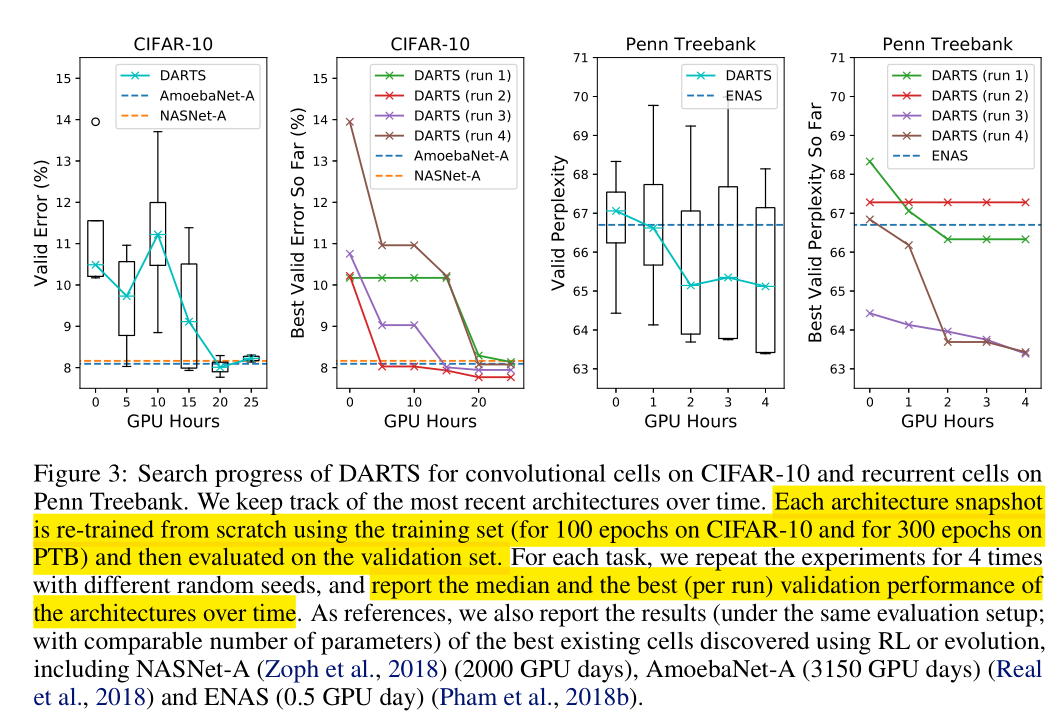 CIFAR-10
Valid Error (%)
15
14
13
12
11
10
9
8
DARTS
AmoebaNet-A
NASNet-A
0 5 10 15 20 25
GPU Hours
CIFAR-10
Best Valid Error So Far (%)
15
14
13
12
11
10
9
8
DARTS (run 1)
DARTS (run 2)
DARTS (run 3)
DARTS (run 4)
AmoebaNet-A
NASNet-A
0 10 20
GPU Hours
Penn Treebank
Valid Perplexity
71
70
69
68
67
66
65
64
63
DARTS
ENAS
0 1 2 3 4
GPU Hours
Penn Treebank
Best Valid Perplexity So Far
71
70
69
68
67
66
65
64
63
DARTS (run 1)
DARTS (run 2)
DARTS (run 3)
DARTS (run 4)
ENAS
0 1 2 3 4
GPU Hours
Figure 3: Search progress of DARTS for convolutional cells on CIFAR-10 and recurrent cells on
Penn Treebank. We keep track of the most recent architectures over time. Each architecture snapshot
is re-trained from scratch using the training set (for 100 epochs on CIFAR-10 and for 300 epochs on
PTB) and then evaluated on the validation set. For each task, we repeat the experiments for 4 times
with different random seeds, and report the median and the best (per run) validation performance of
the architectures over time. As references, we also report the results (under the same evaluation setup;
with comparable number of parameters) of the best existing cells discovered using RL or evolution,
including NASNet-A (Zoph et al., 2018) (2000 GPU days), AmoebaNet-A (3150 GPU days) (Real
et al., 2018) and ENAS (0.5 GPU day) (Pham et al., 2018b).